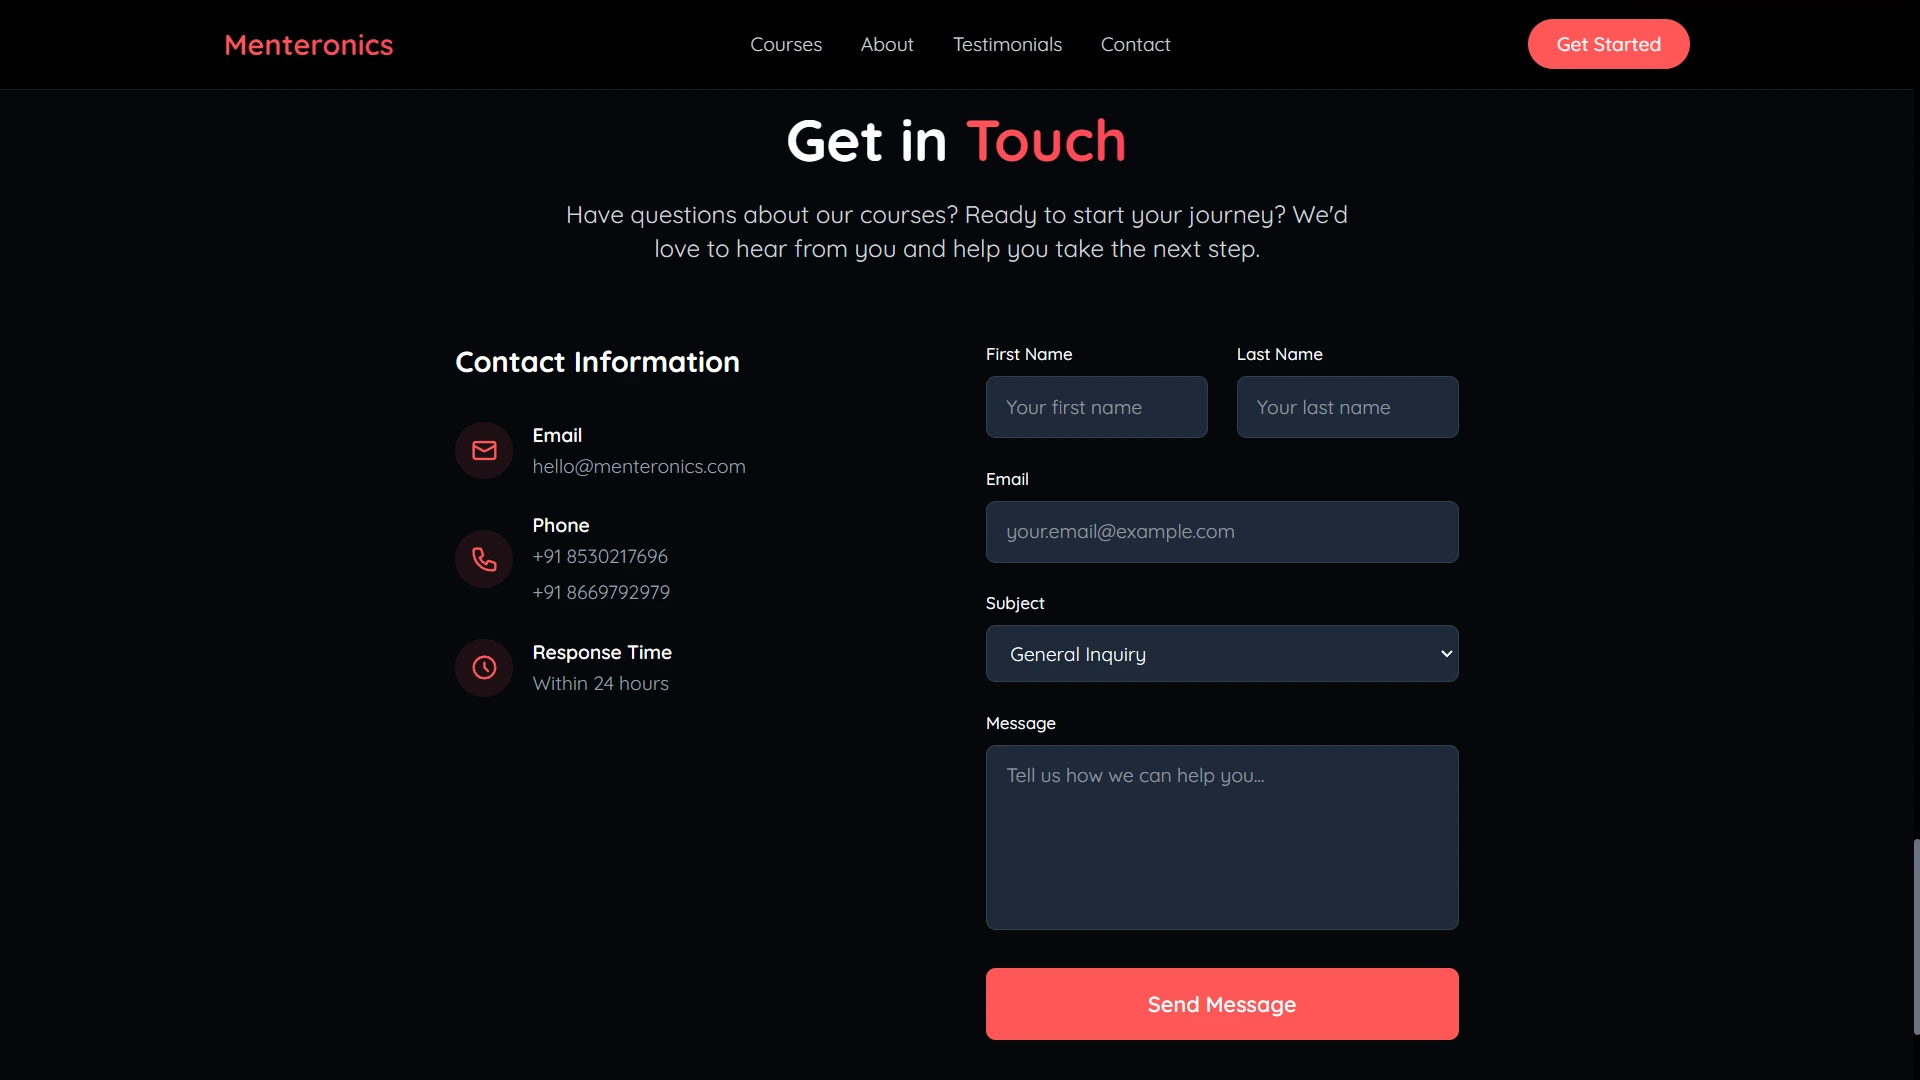 Menteronics
Courses
About
Testimonials
Contact
Get Started
Get in Touch
Have questions about our courses? Ready to start your journey? We'd
love to hear from you and help you take the next step.
Contact Information
Email
hello@menteronics.com
Phone
+91 8530217696
+91 8669792979
Response Time
Within 24 hours
First Name
Last Name
Your first name
Your last name
Email
your.email@example.com
Subject
General Inquiry
Message
Tell us how we can help you...
Send Message